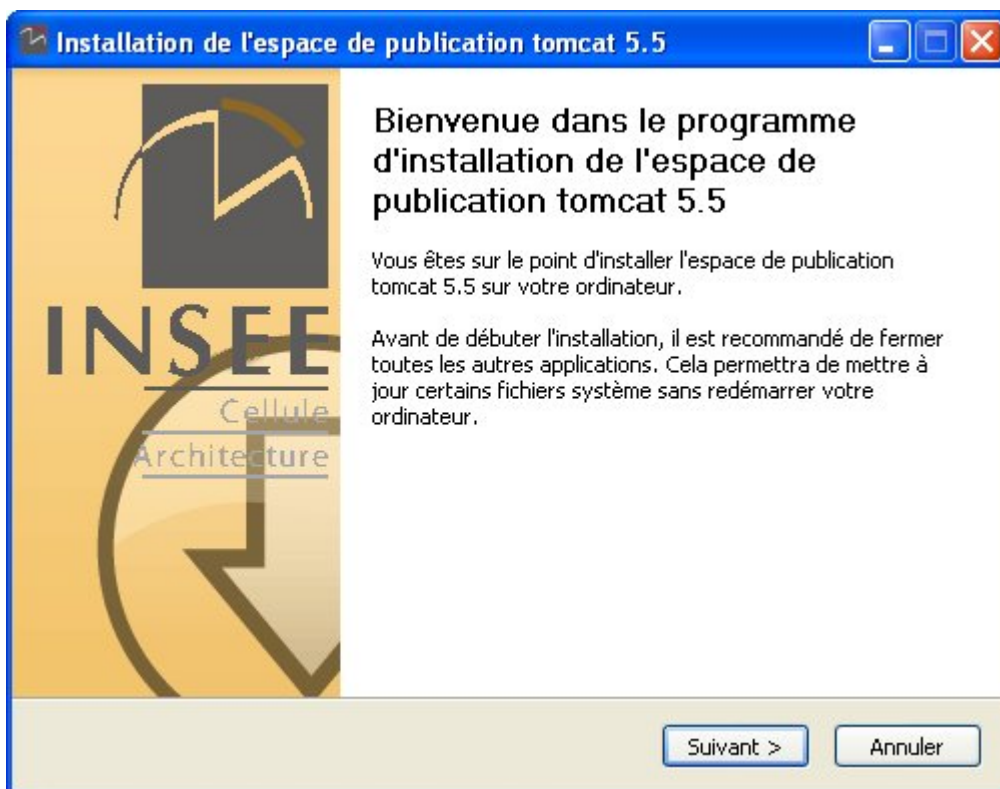 Installation de l'espace de publication tomcat 5.5
Bienvenue dans le programme
d'installation de l'espace de
publication tomcat 5.5
Vous êtes sur le point d'installer l'espace de publication
tomcat 5.5 sur votre ordinateur.
Avant de débuter l'installation, il est recommandé de fermer
toutes les autres applications. Cela permettra de mettre à
jour certains fichiers système sans redémarrer votre
ordinateur.
INSEE
Cellule
Architecture
Suivant >
Annuler